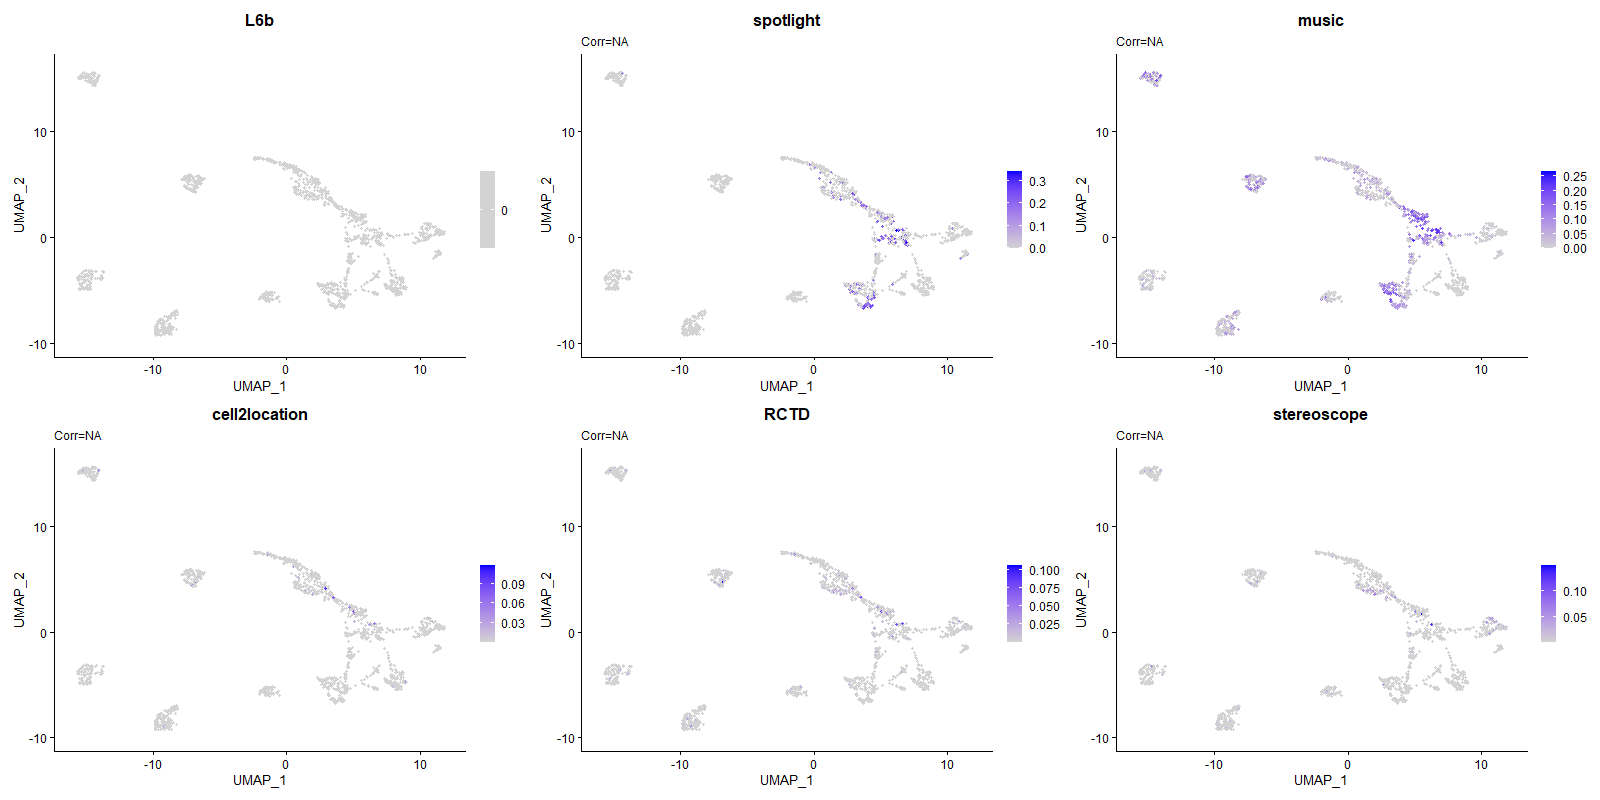 L6b
UMAP_2
10
0
-10
-10 0 10
UMAP_1
0
spotlight
Corr=NA
UMAP_2
10
0
-10
-10 0 10
UMAP_1
0.3
0.2
0.1
0.0
music
Corr=NA
UMAP_2
10
0
-10
-10 0 10
UMAP_1
0.25
0.20
0.15
0.10
0.05
0.00
cell2location
Corr=NA
UMAP_2
10
0
-10
-10 0 10
UMAP_1
0.09
0.06
0.03
RCTD
Corr=NA
UMAP_2
10
0
-10
-10 0 10
UMAP_1
0.100
0.075
0.050
0.025
stereoscope
Corr=NA
UMAP_2
10
0
-10
-10 0 10
UMAP_1
0.10
0.05